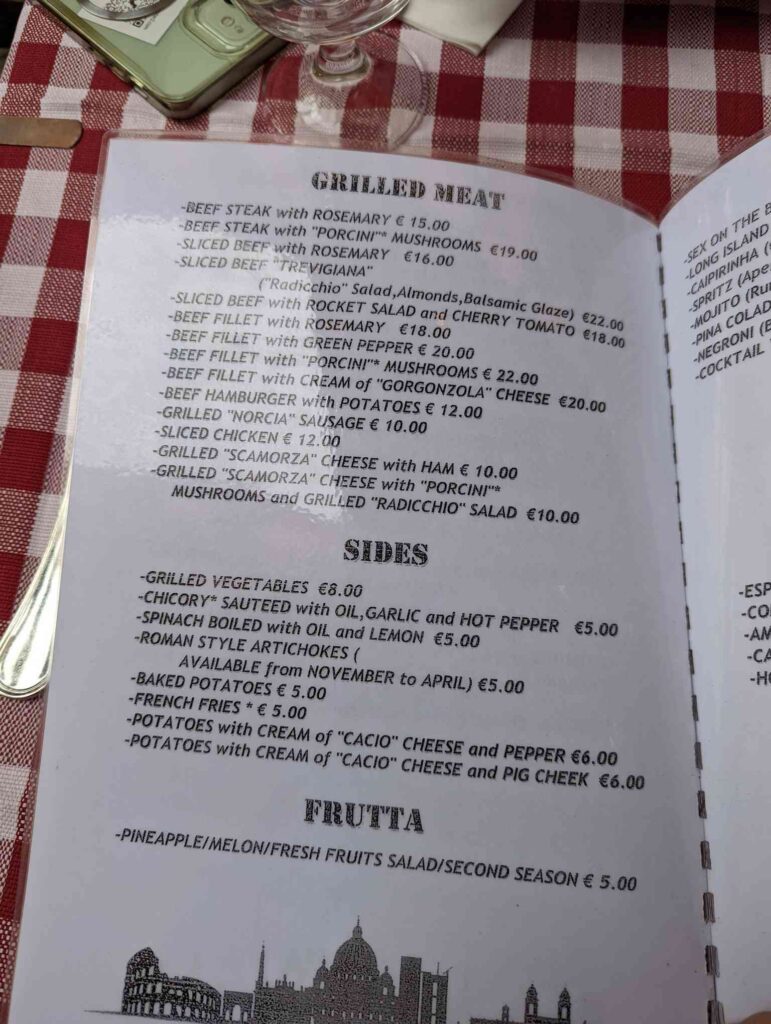 GRILLED MEAT
-BEEF STEAK with ROSEMARY € 15.00
-BEEF STEAK with "PORCINI"* MUSHROOMS €19.00
-SLICED BEEF with ROSEMARY €16.00
-SLICED BEEF "TREVIGIANA"
("Radicchio" Salad,Almonds,Balsamic Glaze) €22.00
-SLICED BEEF with ROCKET SALAD and CHERRY TOMATO €18.00
-BEEF FILLET with ROSEMARY €18.00
-BEEF FILLET with GREEN PEPPER € 20.00
-BEEF FILLET with "PORCINI"* MUSHROOMS € 22.00
-BEEF FILLET with CREAM of "GORGONZOLA" CHEESE €20.00
-BEEF HAMBURGER with POTATOES € 12.00
-GRILLED "NORCIA" SAUSAGE € 10.00
-SLICED CHICKEN € 12.00
-GRILLED "SCAMORZA" CHEESE with HAM € 10.00
-GRILLED "SCAMORZA" CHEESE with "PORCINI"*
MUSHROOMS and GRILLED "RADICCHIO" SALAD €10.00
SIDES
-GRILLED VEGETABLES €8.00
-CHICORY* SAUTEED with OIL,GARLIC and HOT PEPPER €5.00
-SPINACH BOILED with OIL and LEMON €5.00
-ROMAN STYLE ARTICHOKES (
AVAILABLE from NOVEMBER to APRIL) €5.00
-BAKED POTATOES € 5.00
-FRENCH FRIES * € 5.00
-POTATOES with CREAM of "CACIO" CHEESE and PEPPER €6.00
-POTATOES with CREAM of "CACIO" CHEESE and PIG CHEEK €6.00
FRUTTA
-PINEAPPLE/MELON/FRESH FRUITS SALAD/SECOND SEASON € 5.00
-SEX ON THE
-LONG ISLAND
-CAIPIRINHA
-SPRITZ
-MOJITO
-PINA
-NEGRONI
-COCKTAIL